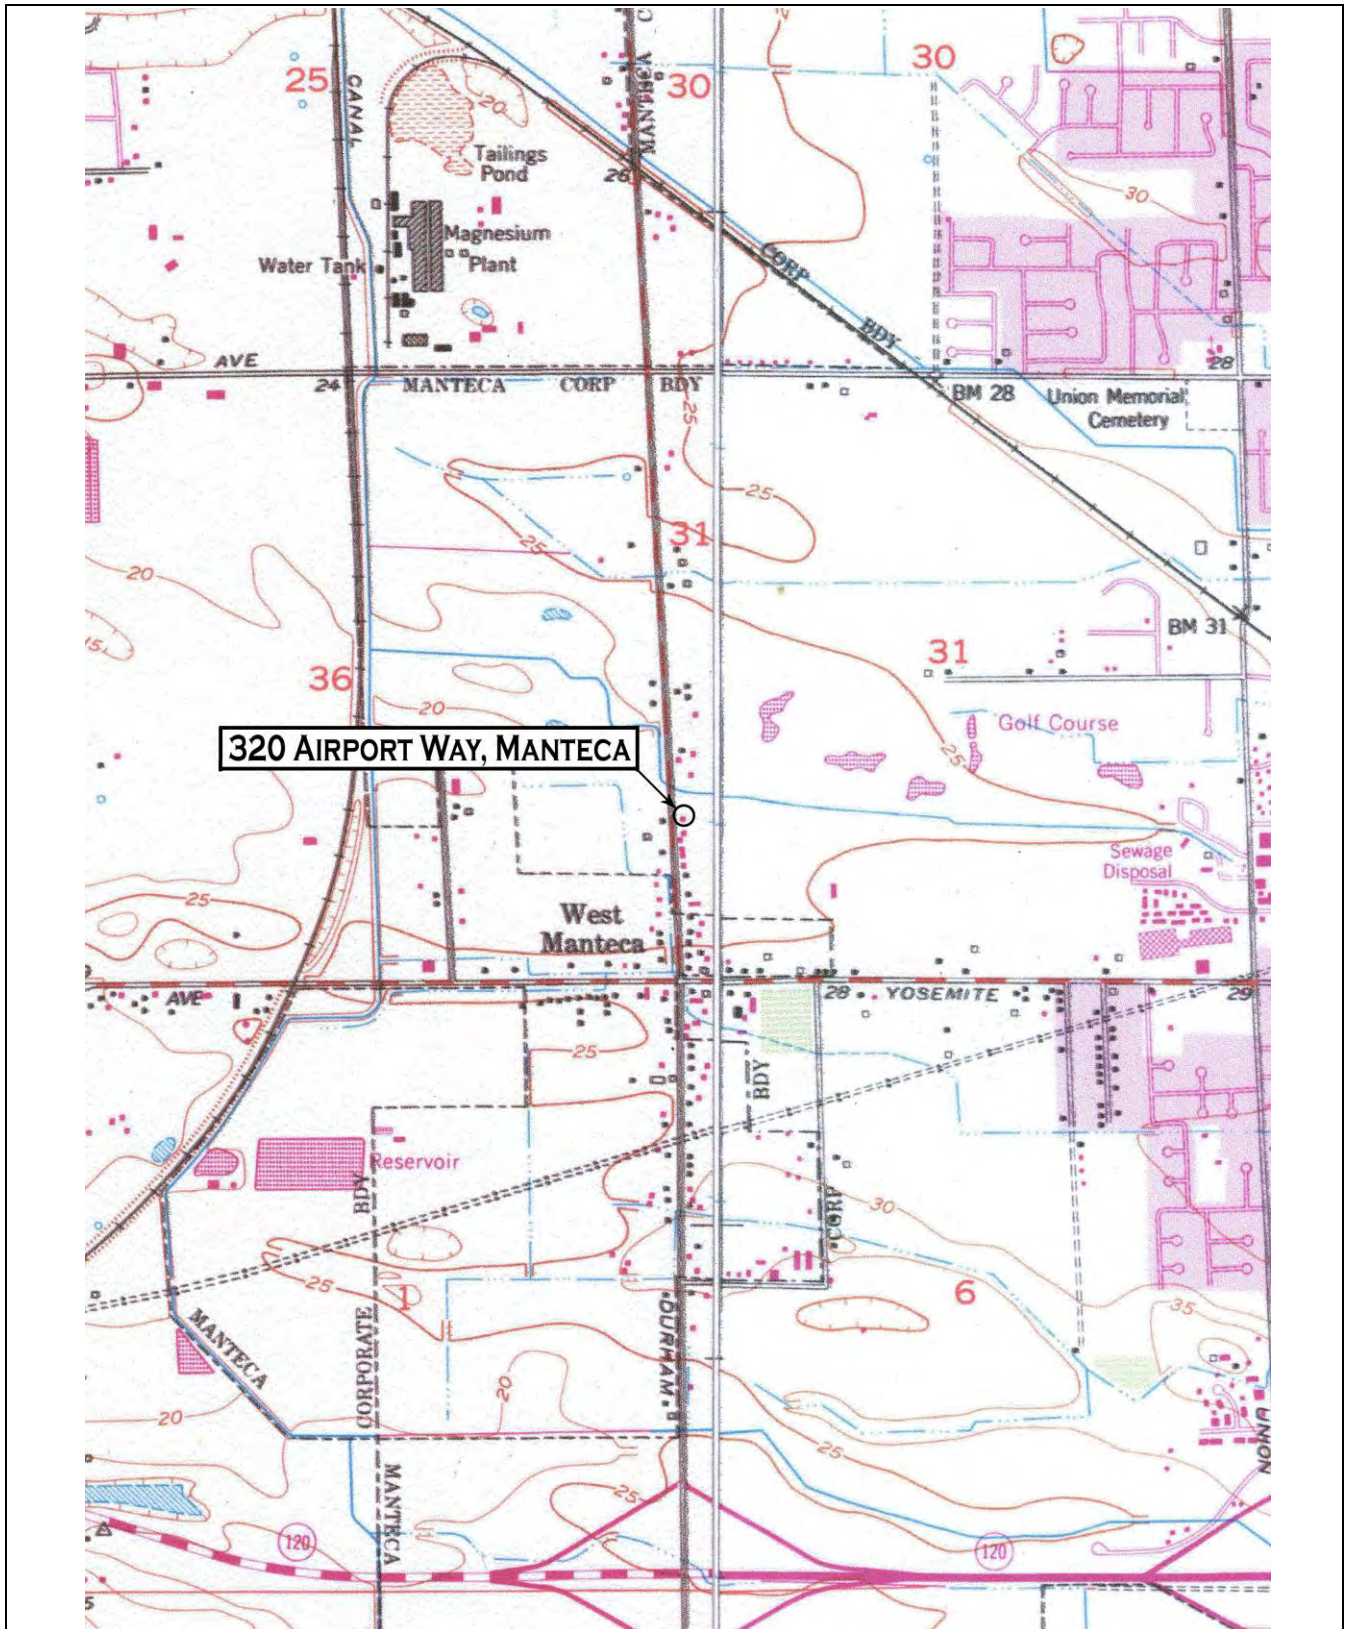 25
CANAL
30
30
MANTECA
20
Tailings
Pond
26
30
Magnesium
Plant
Water Tank
CORP
BDY
AVE
24
MANTECA CORP BDY
28
BM 28
Union Memorial
Cemetery
25
25
31
25
20
BM 31
15
31
36
20
Golf Course
320 AIRPORT WAY, MANTECA
25
Sewage
Disposal
25
West
Manteca
AVE
28
YOSEMITE
29
25
BDY
Reservoir
BDY
30
CORP
25
1
6
35
MANTECA
CORPORATE
DURHAM
20
20
UNION
25
MANTECA
25
120
120